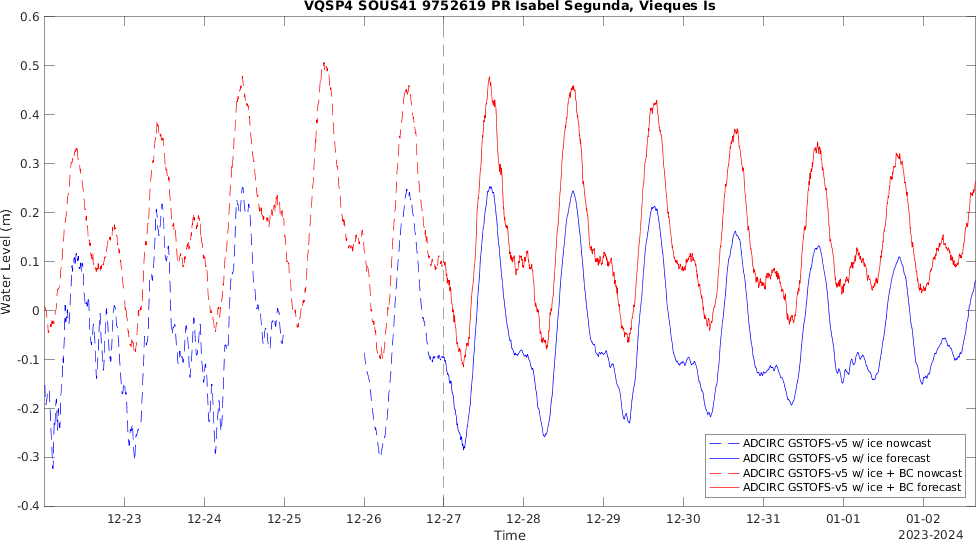 VQSP4 SOUS41 9752619 PR Isabel Segunda, Vieques Is
0.6
0.5
0.4
0.3
0.2
0.1
0
-0.1
-0.2
-0.3
-0.4
Water Level (m)
ADCIRC GSTOFS-v5 w/ ice nowcast
ADCIRC GSTOFS-v5 w/ ice forecast
ADCIRC GSTOFS-v5 w/ ice + BC nowcast
ADCIRC GSTOFS-v5 w/ ice + BC forecast
12-23 12-24 12-25 12-26 12-27 12-28 12-29 12-30 12-31 01-01 01-02
Time
2023-2024